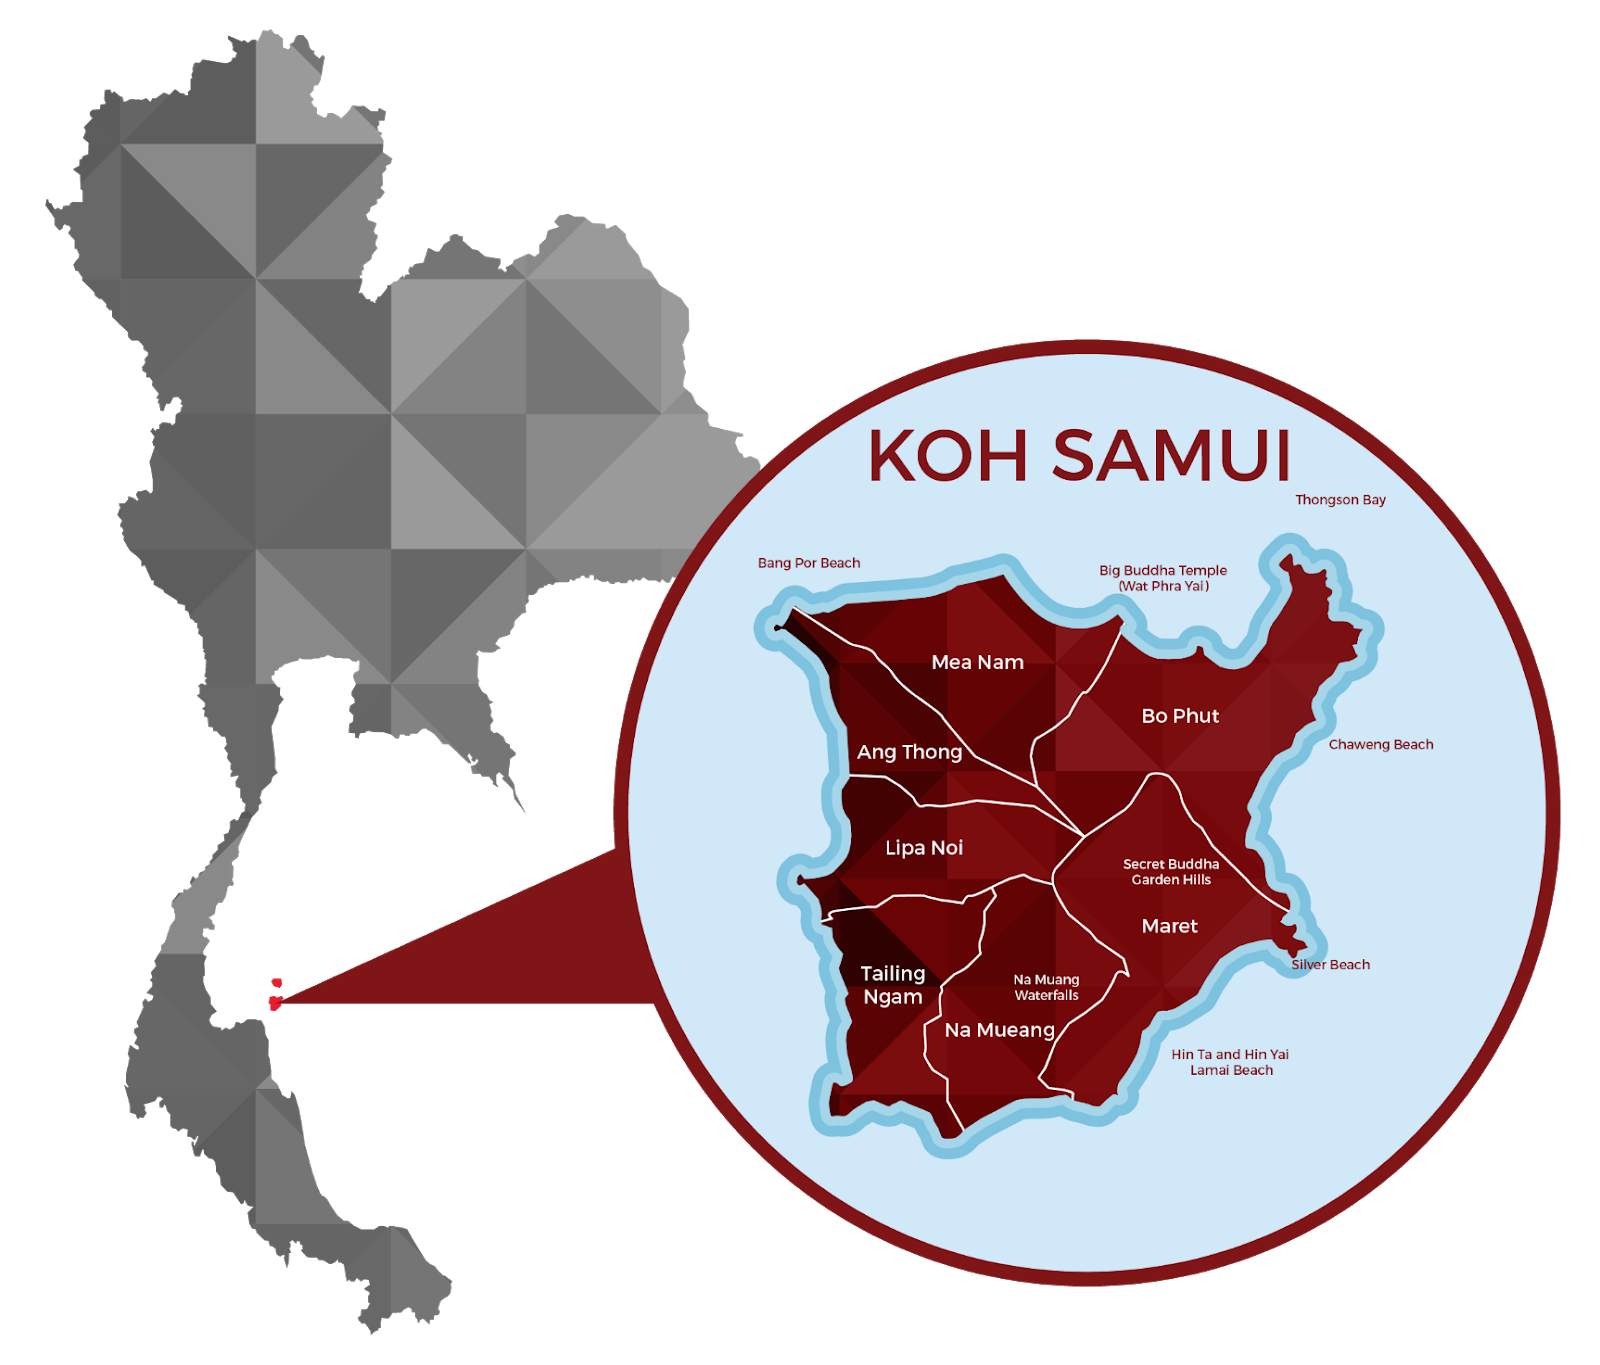 KOH SAMUI
Thongson Bay
Bang Por Beach
Big Buddha Temple
(Wat Phra Yai)
Mea Nam
Bo Phut
Chaweng Beach
Ang Thong
Lipa Noi
Secret Buddha
Garden Hills
Maret
Silver Beach
Tailing
Ngam
Na Muang
Waterfalls
Na Mueang
Hin Ta and Hin Yai
Lamai Beach